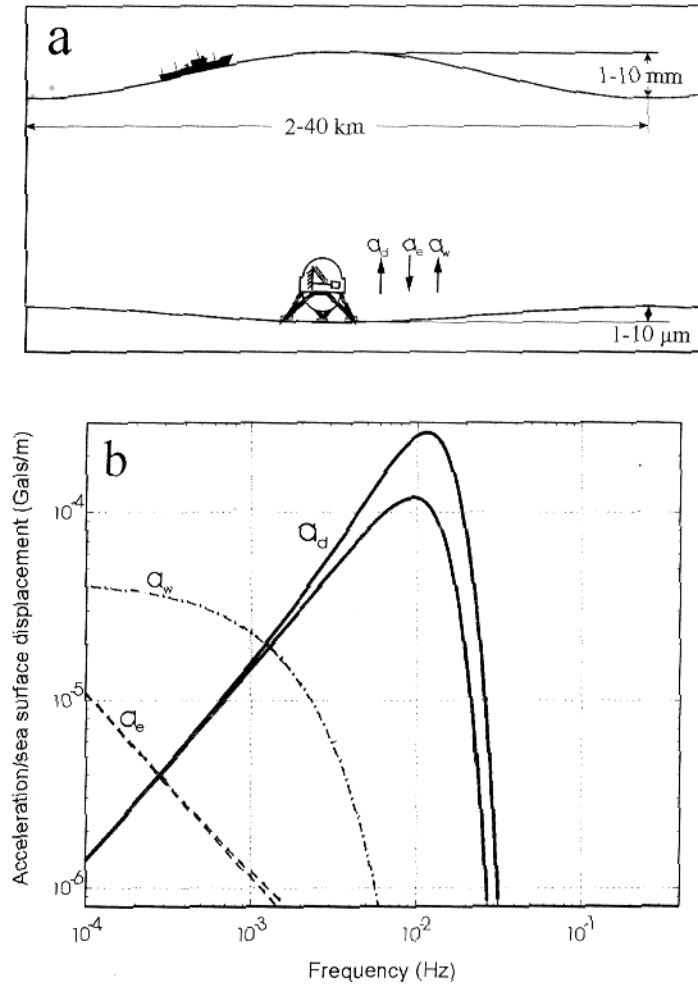 a
1-10 mm
2-40 km
a_d a_e a_w
1-10 μm
b
Acceleration/sea surface displacement (Gals/m)
10⁻⁴
10⁻⁵
10⁻⁶
a_d
a_w
a_e
10⁻⁴ 10⁻³ 10⁻² 10⁻¹
Frequency (Hz)